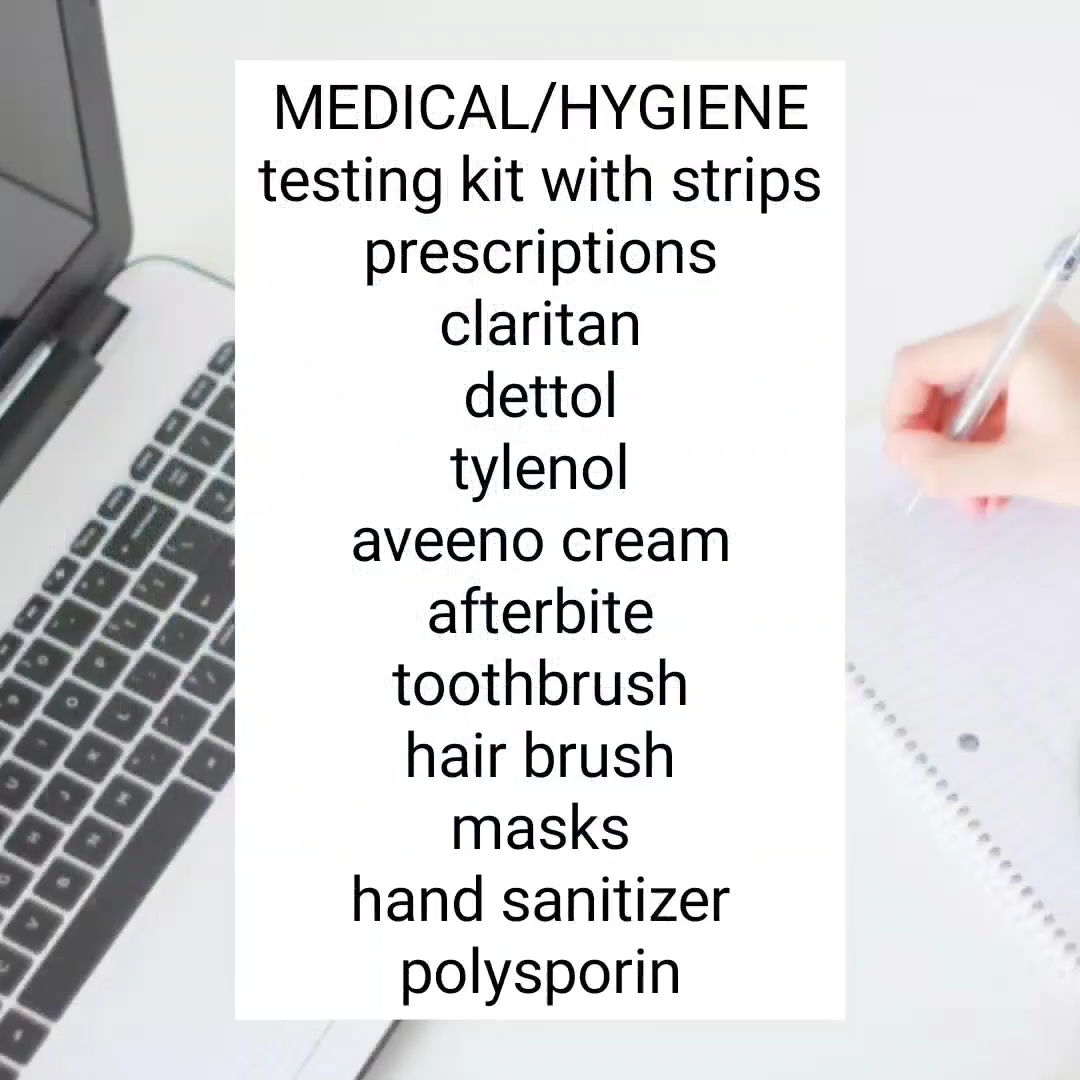 MEDICAL/HYGIENE
testing kit with strips
prescriptions
claritan
dettol
tylenol
aveeno cream
afterbite
toothbrush
hair brush
masks
hand sanitizer
polysporin